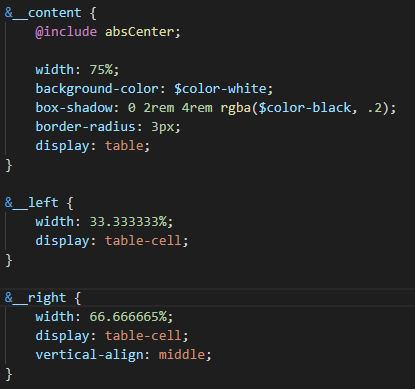 &__content {
    @include absCenter;

    width: 75%;
    background-color: $color-white;
    box-shadow: 0 2rem 4rem rgba($color-black, .2);
    border-radius: 3px;
    display: table;
}

&__left {
    width: 33.333333%;
    display: table-cell;
}

&__right {
    width: 66.666665%;
    display: table-cell;
    vertical-align: middle;
}